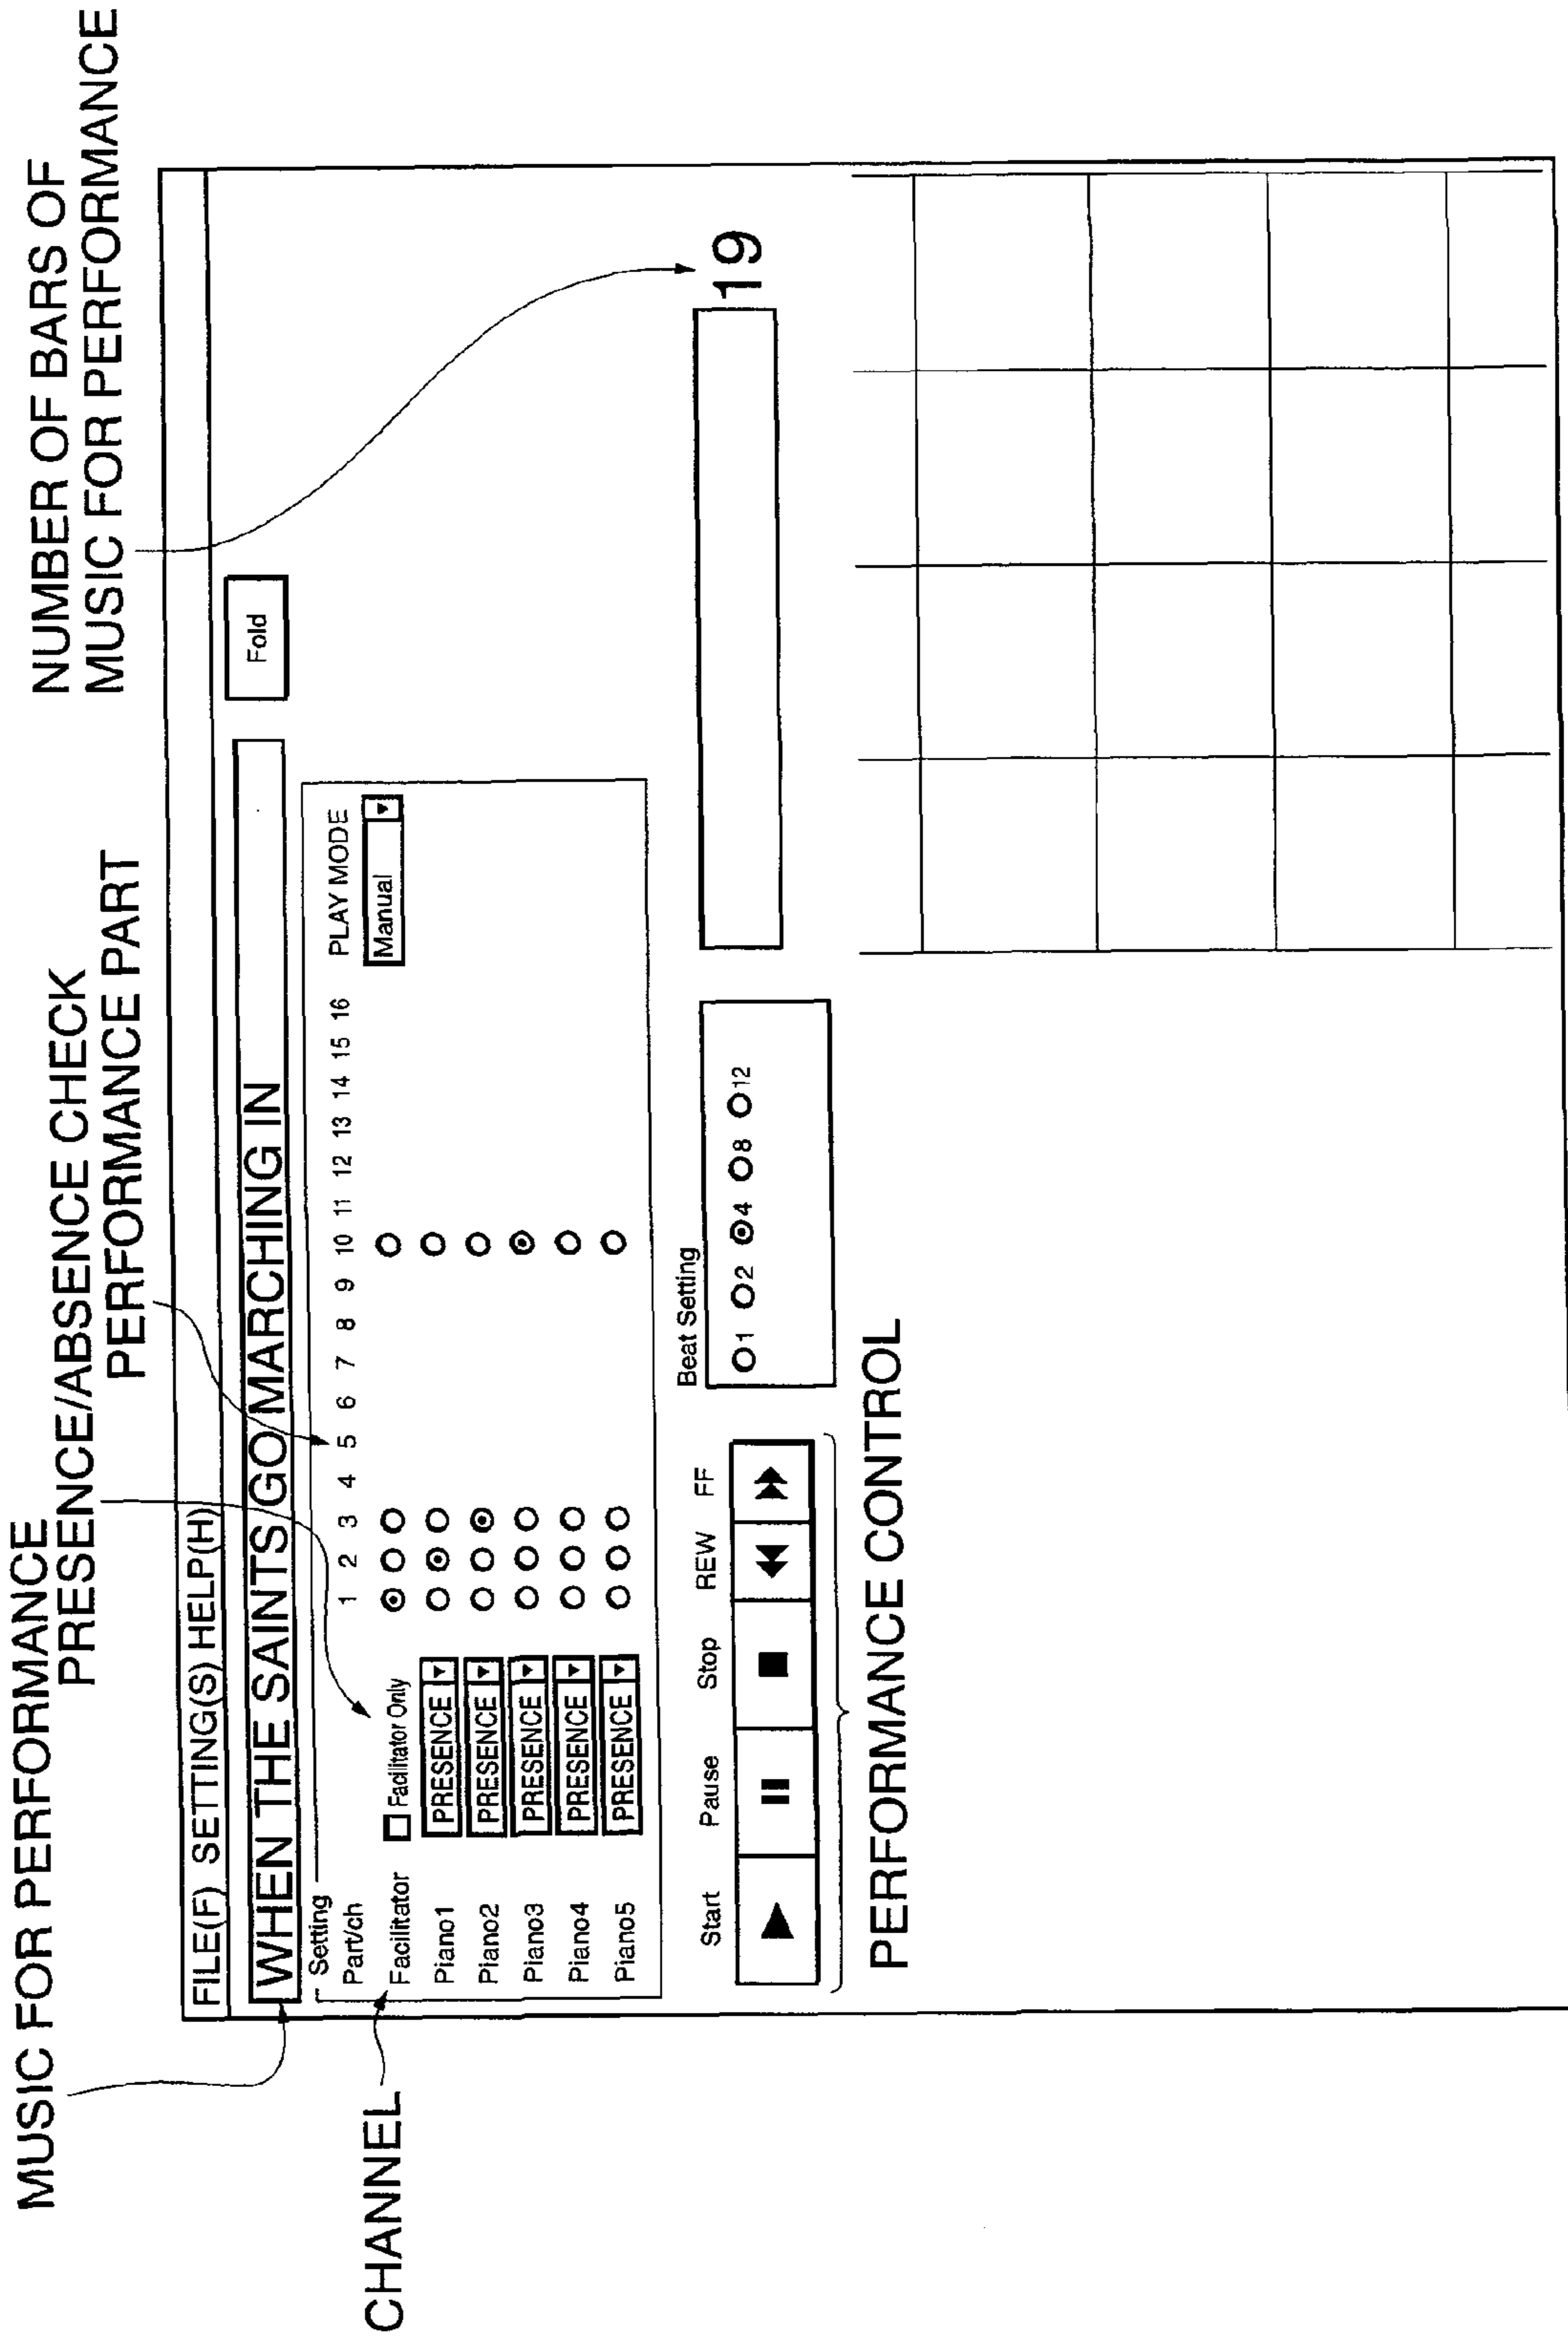 MUSIC FOR PERFORMANCE
PRESENCE/ABSENCE CHECK
PERFORMANCE PART
NUMBER OF BARS OF
MUSIC FOR PERFORMANCE
CHANNEL
FILE(F) SETTING(S) HELP(H)
WHEN THE SAINTS GO MARCHING IN
Fold
Setting
Part/ch 1 2 3 4 5 6 7 8 9 10 11 12 13 14 15 16 PLAY MODE
Facilitator Facilitator Only Manual
Piano1 PRESENCE
Piano2 PRESENCE
Piano3 PRESENCE
Piano4 PRESENCE
Piano5 PRESENCE
Start Pause Stop REW FF
Beat Setting
1 2 4 8 12
19
PERFORMANCE CONTROL